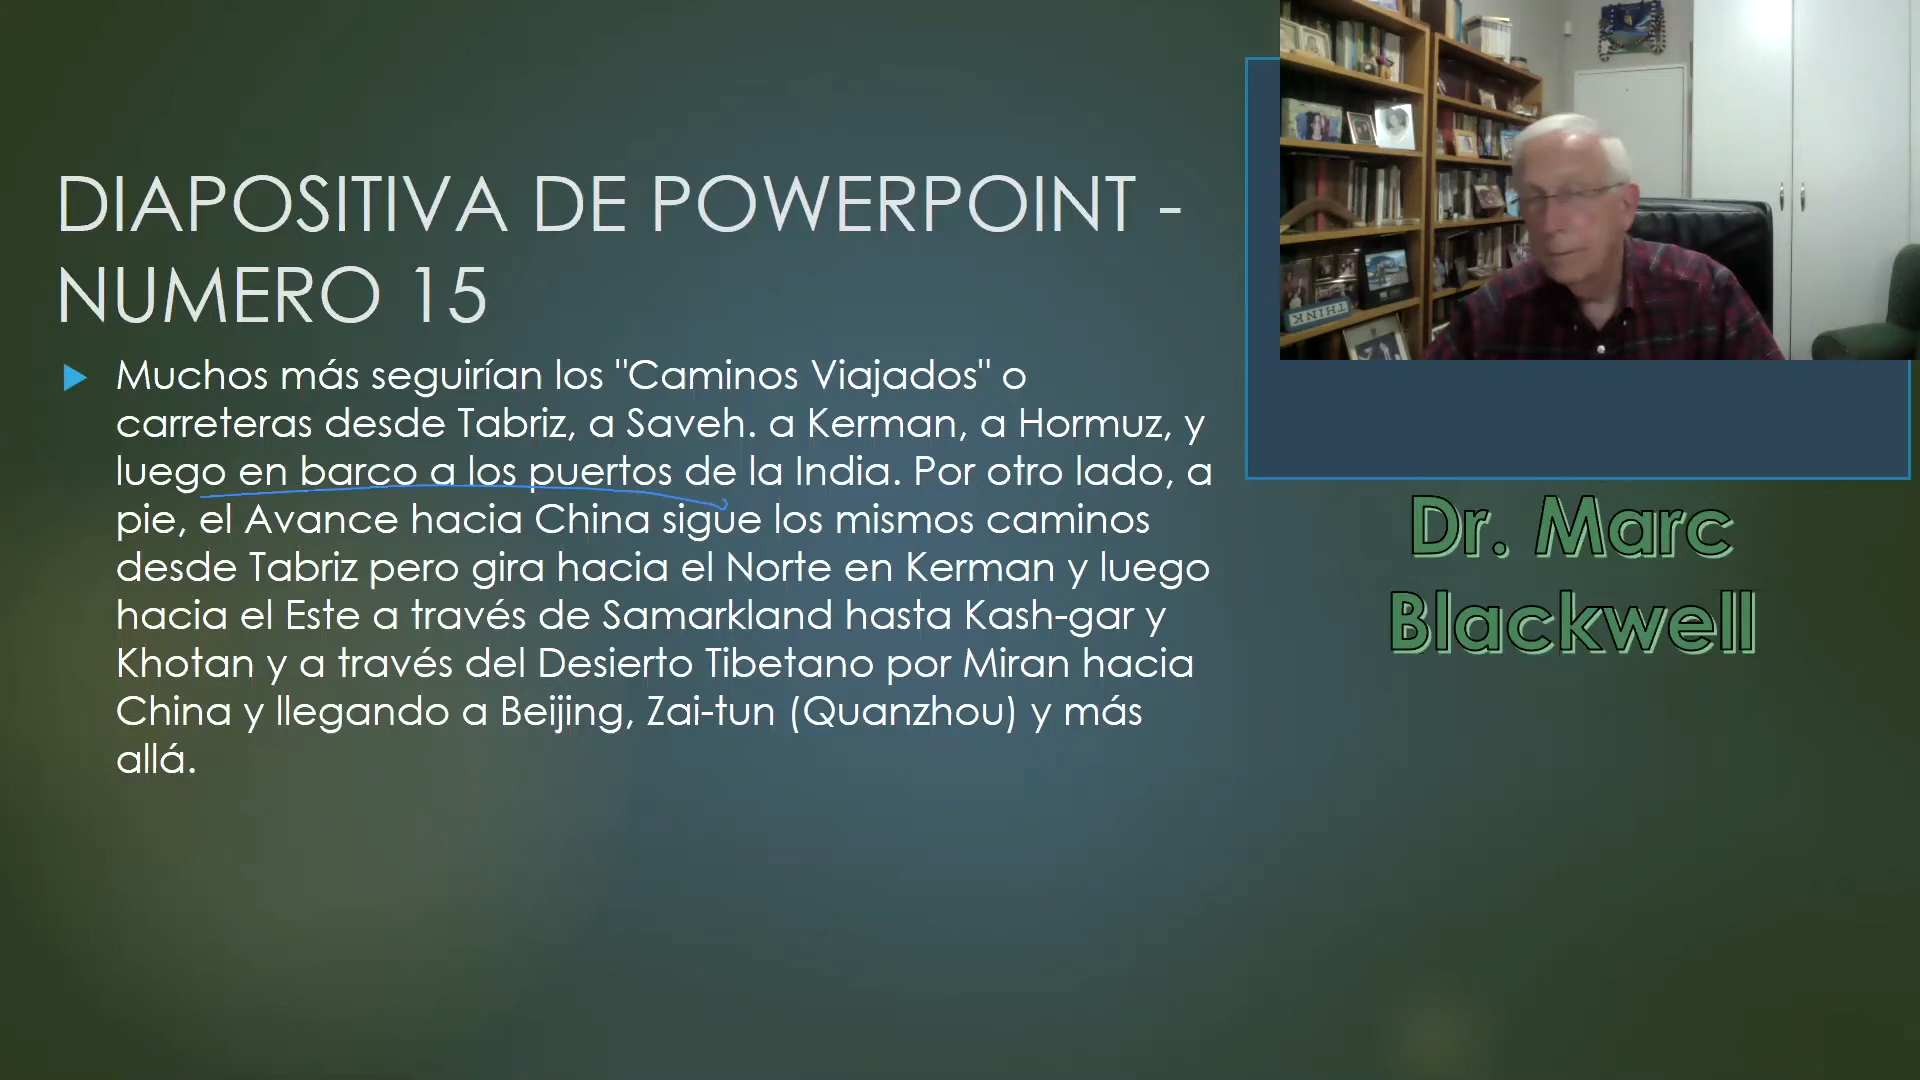 DIAPOSITIVA DE POWERPOINT -
NUMERO 15
Muchos más seguirían los "Caminos Viajados" o
carreteras desde Tabriz, a Saveh. a Kerman, a Hormuz, y
luego en barco a los puertos de la India. Por otro lado, a
pie, el Avance hacia China sigue los mismos caminos
desde Tabriz pero gira hacia el Norte en Kerman y luego
hacia el Este a través de Samarkland hasta Kash-gar y
Khotan y a través del Desierto Tibetano por Miran hacia
China y llegando a Beijing, Zai-tun (Quanzhou) y más
allá.
THINK
Dr. Marc
Blackwell